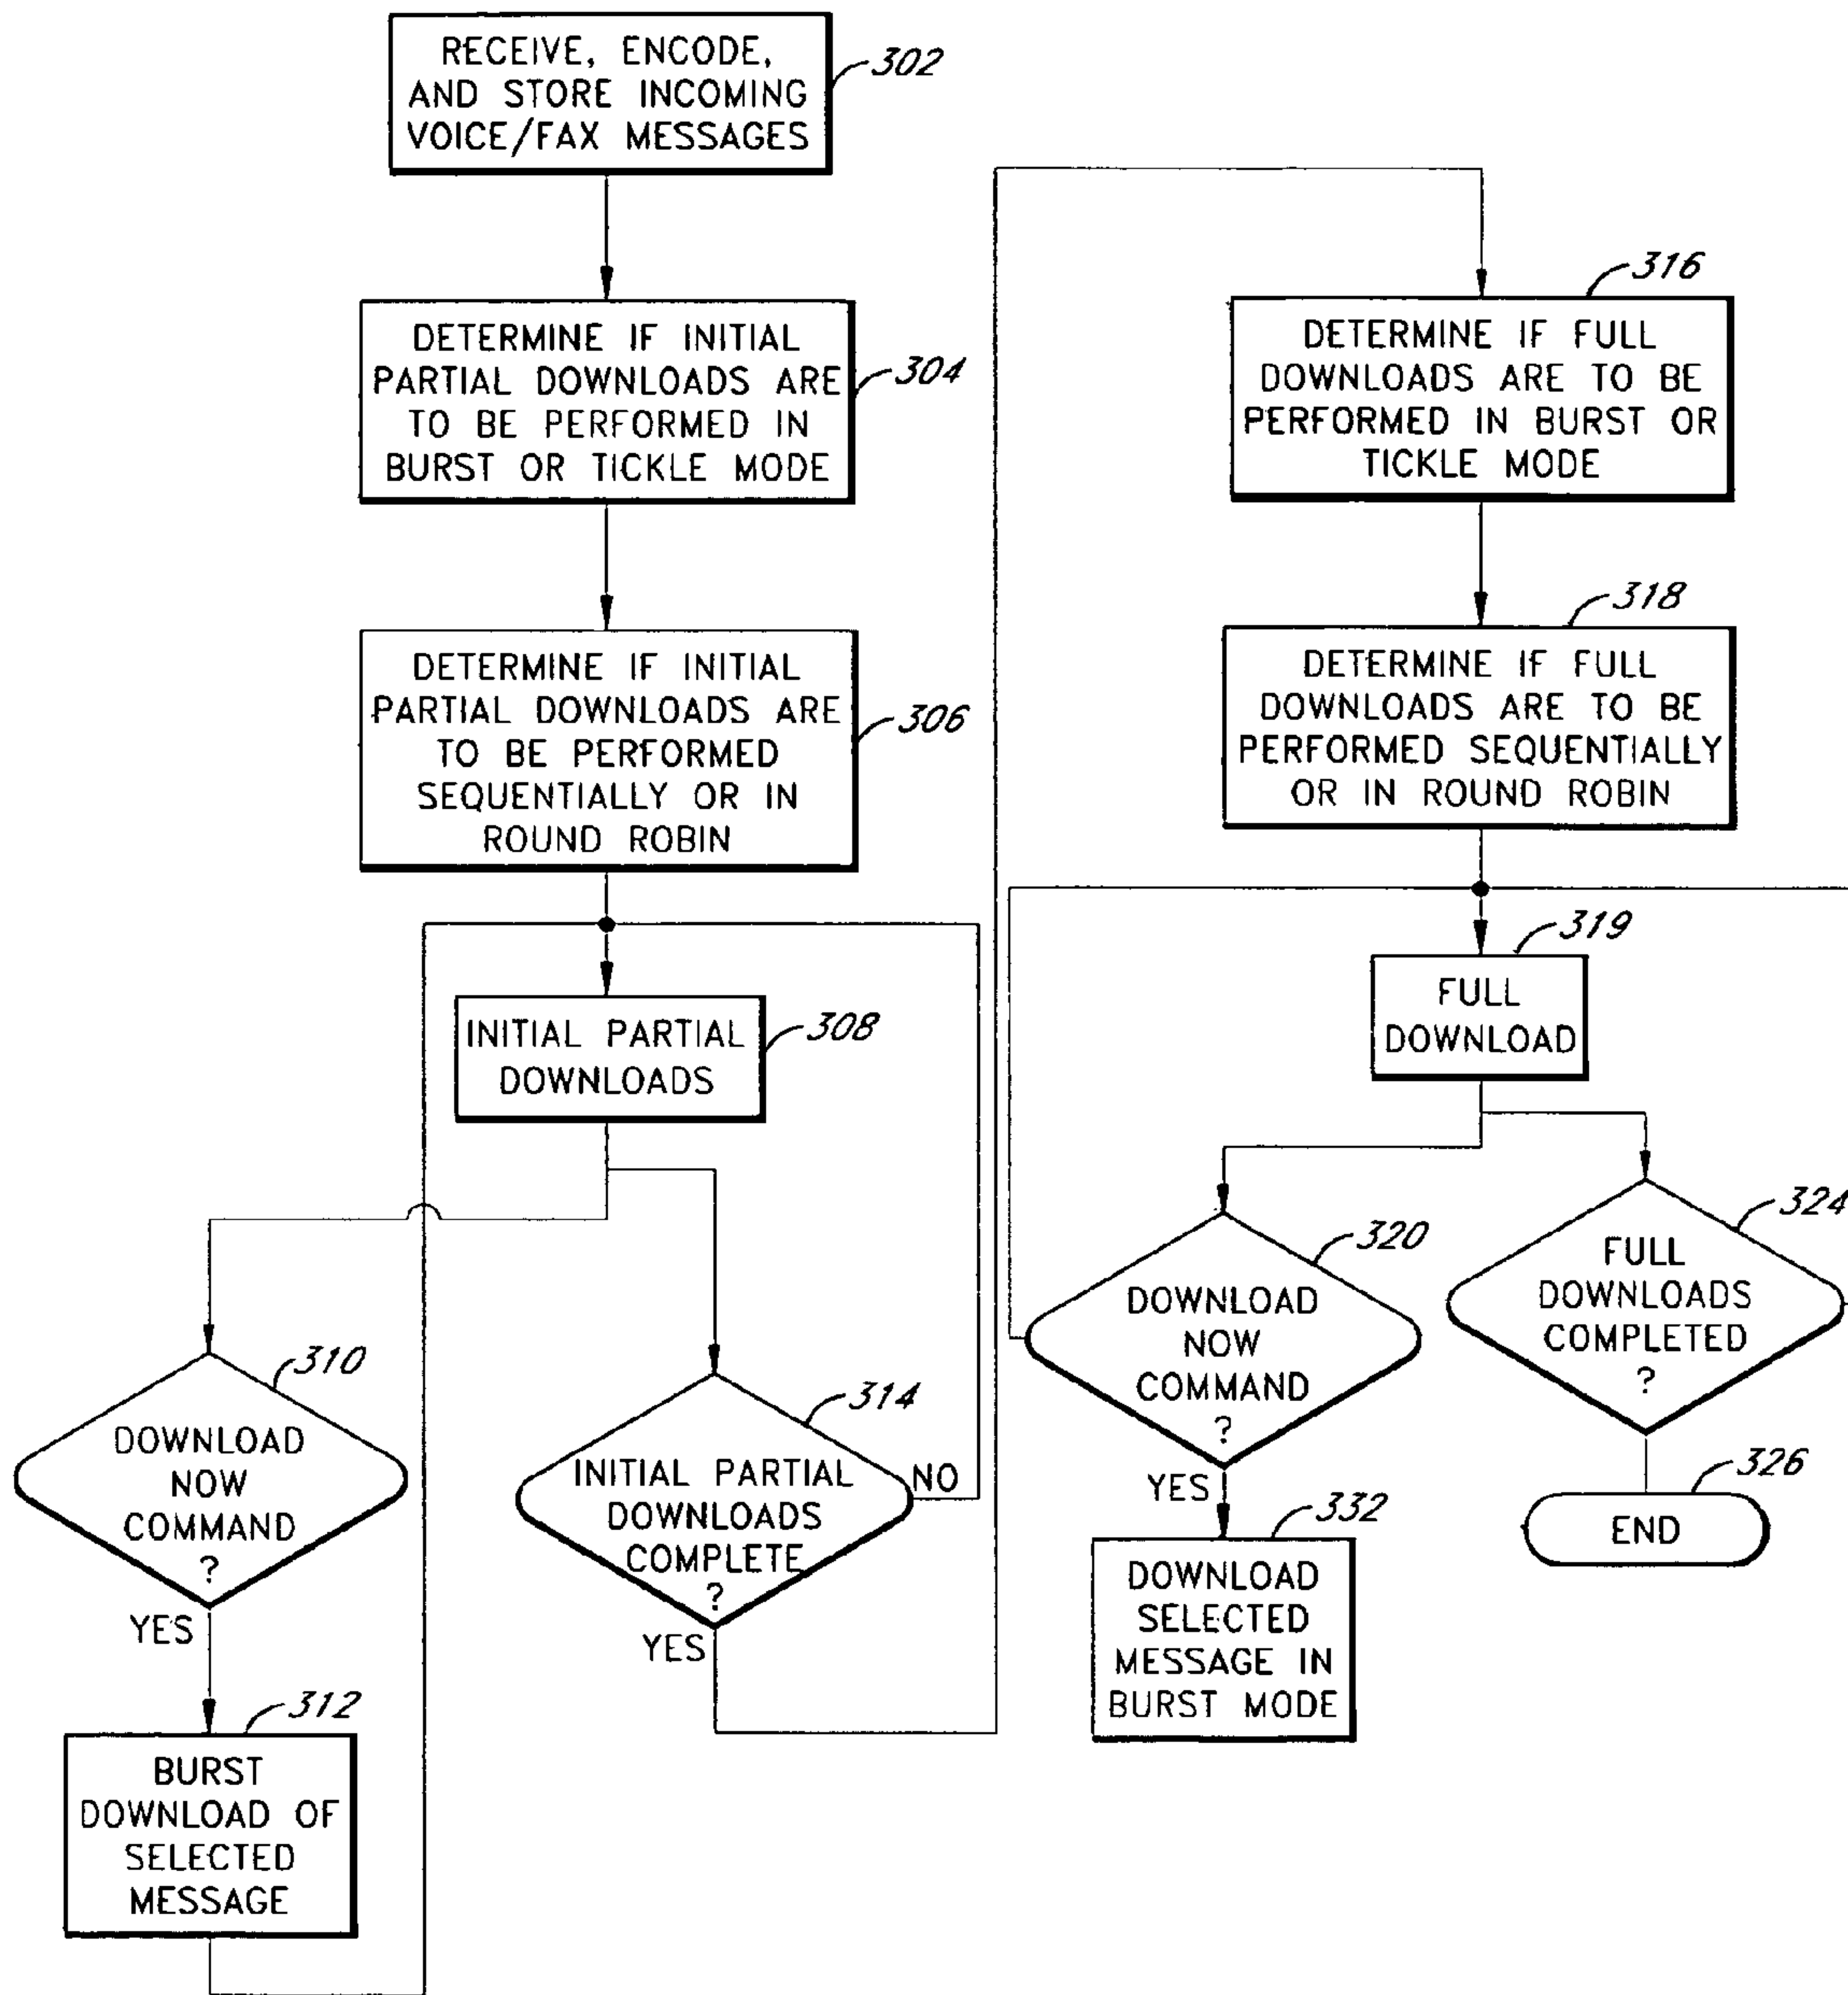 RECEIVE, ENCODE,
AND STORE INCOMING
VOICE/FAX MESSAGES
302
DETERMINE IF INITIAL
PARTIAL DOWNLOADS ARE
TO BE PERFORMED IN
BURST OR TICKLE MODE
304
DETERMINE IF INITIAL
PARTIAL DOWNLOADS ARE
TO BE PERFORMED
SEQUENTIALLY OR IN
ROUND ROBIN
306
INITIAL PARTIAL
DOWNLOADS
308
310
DOWNLOAD
NOW
COMMAND
?
YES
312
BURST
DOWNLOAD OF
SELECTED
MESSAGE
314
INITIAL PARTIAL
DOWNLOADS
COMPLETE
?
NO
YES
316
DETERMINE IF FULL
DOWNLOADS ARE TO BE
PERFORMED IN BURST OR
TICKLE MODE
318
DETERMINE IF FULL
DOWNLOADS ARE TO BE
PERFORMED SEQUENTIALLY
OR IN ROUND ROBIN
319
FULL
DOWNLOAD
320
DOWNLOAD
NOW
COMMAND
?
YES
332
DOWNLOAD
SELECTED
MESSAGE IN
BURST MODE
324
FULL
DOWNLOADS
COMPLETED
?
326
END